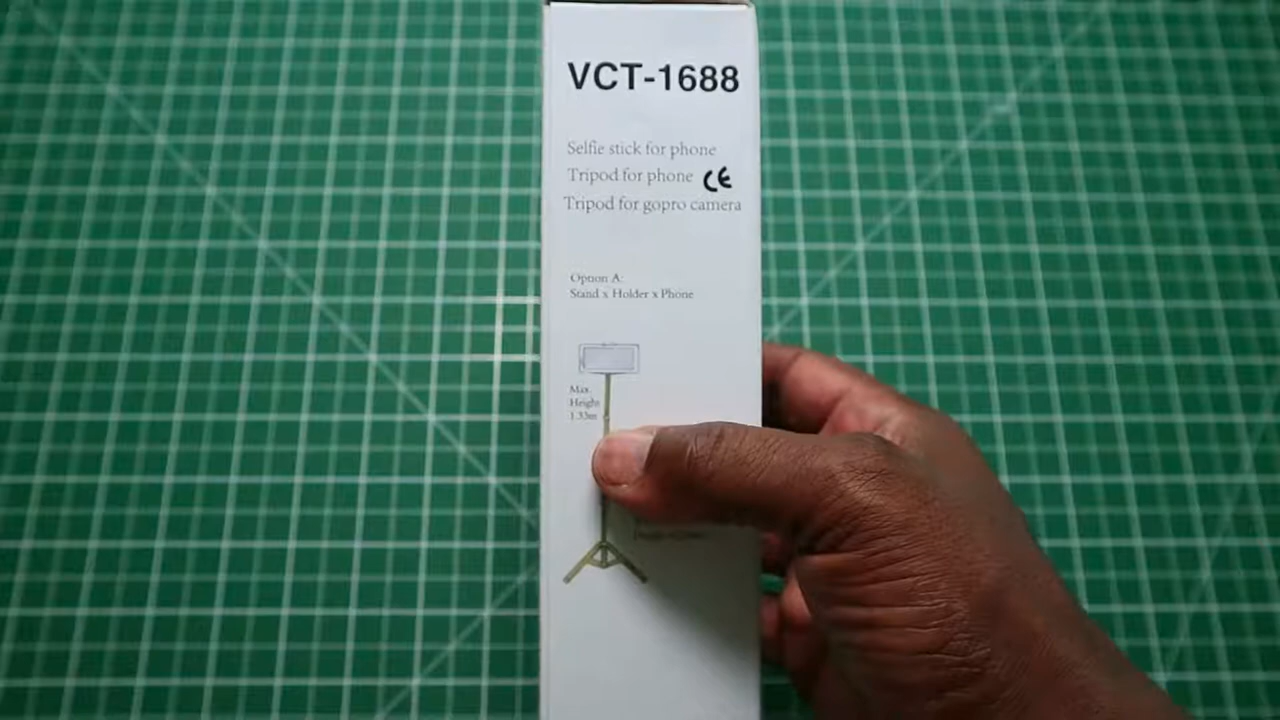 VCT-1688
Selfie stick for phone
Tripod for phone CE
Tripod for gopro camera
Option A:
Stand x Holder x Phone
Max.
Height
1.33m